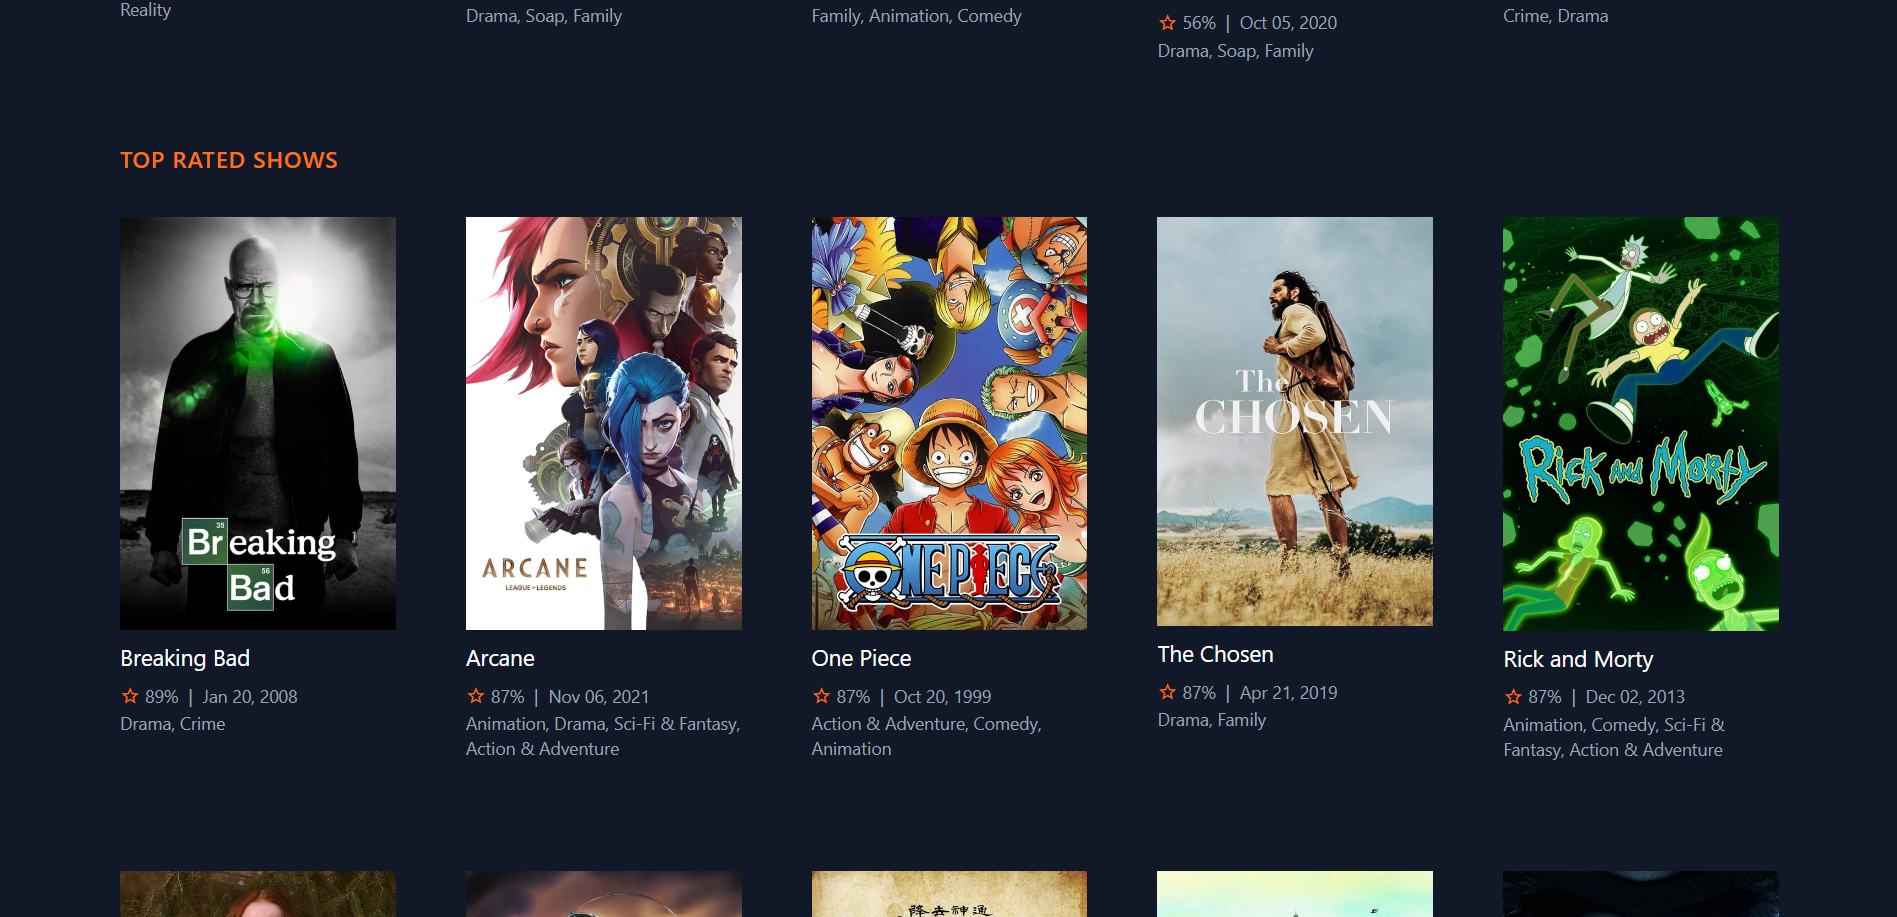 Reality
Drama, Soap, Family
Family, Animation, Comedy
56% | Oct 05, 2020
Drama, Soap, Family
Crime, Drama
TOP RATED SHOWS
35
Breaking
56
Bad
Breaking Bad
89% | Jan 20, 2008
Drama, Crime
ARCANE
LEAGUE OF LEGENDS
Arcane
87% | Nov 06, 2021
Animation, Drama, Sci-Fi & Fantasy,
Action & Adventure
ONE PIECE
One Piece
87% | Oct 20, 1999
Action & Adventure, Comedy,
Animation
The
CHOSEN
The Chosen
87% | Apr 21, 2019
Drama, Family
RICK AND MORTY
Rick and Morty
87% | Dec 02, 2013
Animation, Comedy, Sci-Fi &
Fantasy, Action & Adventure